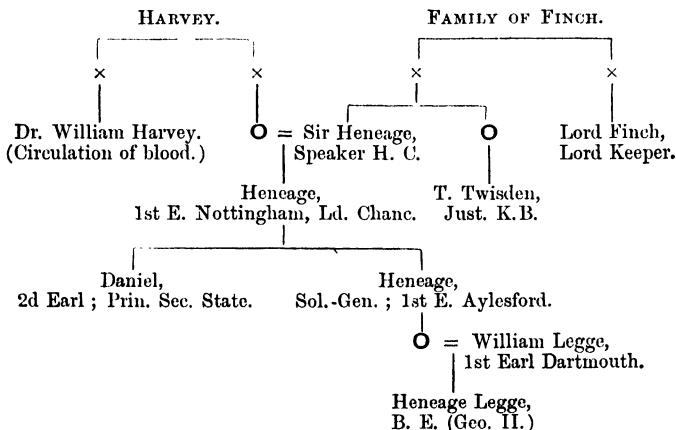 HARVEY.
FAMILY OF FINCH.
× × × ×
Dr. William Harvey.
(Circulation of blood.)
O = Sir Heneage,
Speaker H. C.
O
Lord Finch,
Lord Keeper.
Heneage,
1st E. Nottingham, Ld. Chanc.
T. Twisden,
Just. K.B.
Daniel,
2d Earl ; Prin. Sec. State.
Heneage,
Sol.-Gen. ; 1st E. Aylesford.
O = William Legge,
1st Earl Dartmouth.
Heneage Legge,
B. E. (Geo. II.)